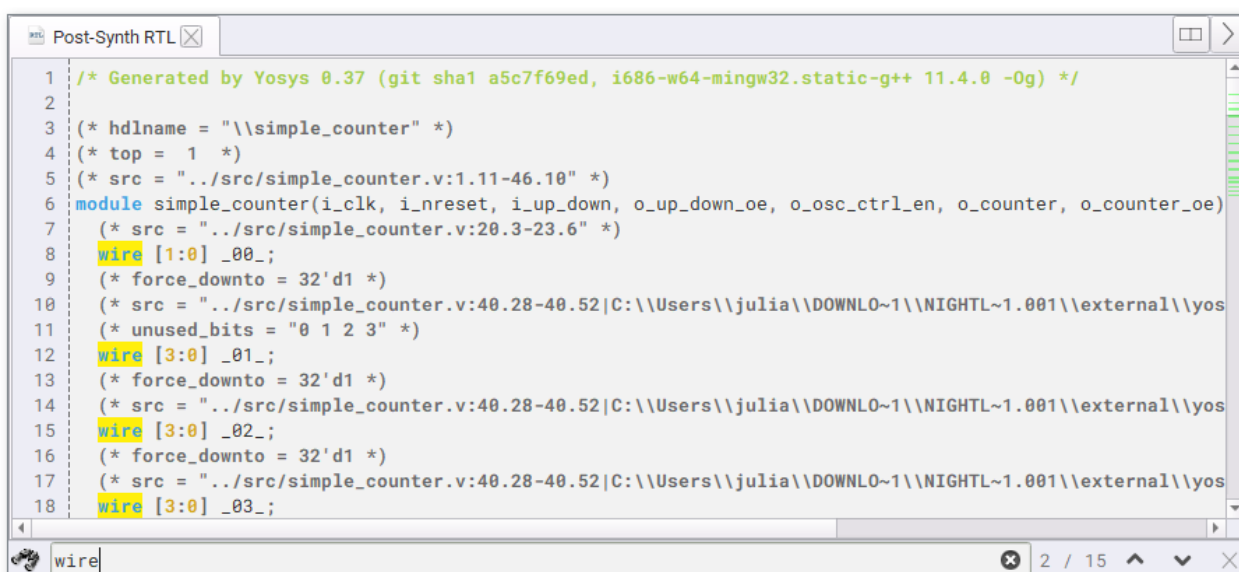 Post-Synth RTL
1 /* Generated by Yosys 0.37 (git sha1 a5c7f69ed, i686-w64-mingw32.static-g++ 11.4.0 -Og) */
2
3 (* hdlname = "\\simple_counter" *)
4 (* top =  1  *)
5 (* src = "../src/simple_counter.v:1.11-46.10" *)
6 module simple_counter(i_clk, i_nreset, i_up_down, o_up_down_oe, o_osc_ctrl_en, o_counter, o_counter_oe)
7   (* src = "../src/simple_counter.v:20.3-23.6" *)
8   wire [1:0] _00_;
9   (* force_downto = 32'd1 *)
10   (* src = "../src/simple_counter.v:40.28-40.52|C:\\Users\\julia\\DOWNLO~1\\NIGHTL~1.001\\external\\yos
11   (* unused_bits = "0 1 2 3" *)
12   wire [3:0] _01_;
13   (* force_downto = 32'd1 *)
14   (* src = "../src/simple_counter.v:40.28-40.52|C:\\Users\\julia\\DOWNLO~1\\NIGHTL~1.001\\external\\yos
15   wire [3:0] _02_;
16   (* force_downto = 32'd1 *)
17   (* src = "../src/simple_counter.v:40.28-40.52|C:\\Users\\julia\\DOWNLO~1\\NIGHTL~1.001\\external\\yos
18   wire [3:0] _03_;
wire 2 / 15